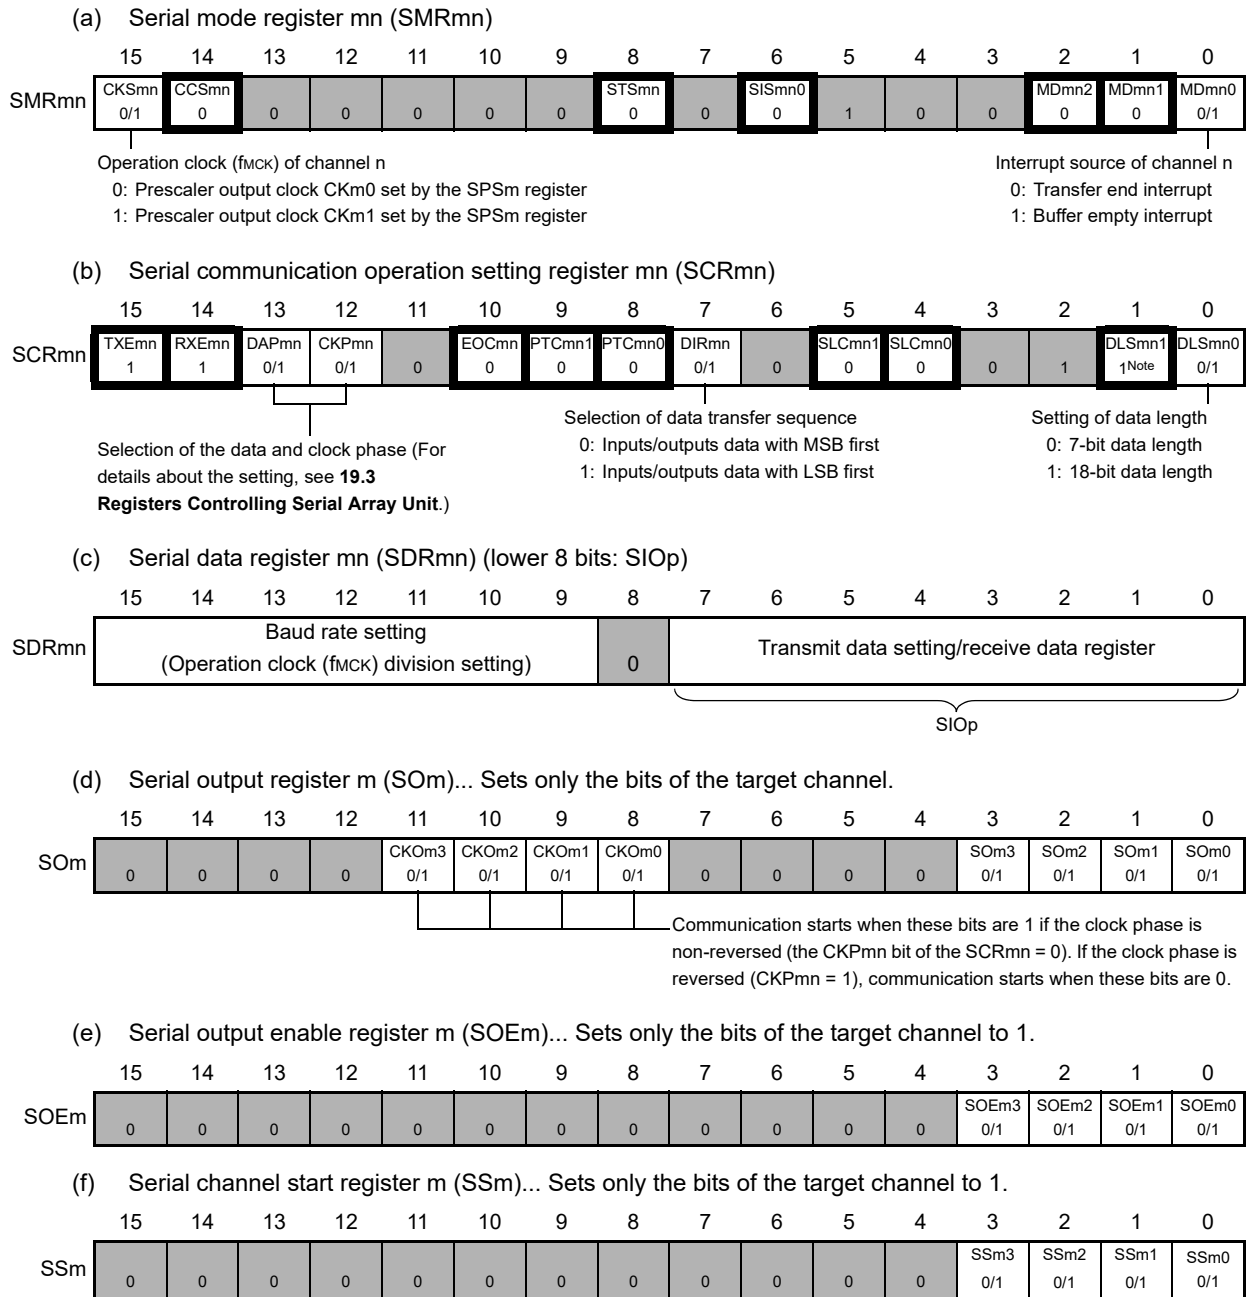 (a) Serial mode register mn (SMRmn)
15 14 13 12 11 10 9 8 7 6 5 4 3 2 1 0
SMRmn
CKSmn CCSmn STSmn SISmn0 MDmn2 MDmn1 MDmn0
0/1 0 0 0 0 0 0 0 0 0 1 0 0 0 0 0/1
Operation clock (fMCK) of channel n
0: Prescaler output clock CKm0 set by the SPSm register
1: Prescaler output clock CKm1 set by the SPSm register
Interrupt source of channel n
0: Transfer end interrupt
1: Buffer empty interrupt
(b) Serial communication operation setting register mn (SCRmn)
15 14 13 12 11 10 9 8 7 6 5 4 3 2 1 0
SCRmn
TXEmn RXEmn DAPmn CKPmn EOCmn PTCmn1 PTCmn0 DIRmn SLCmn1 SLCmn0 DLSmn1 DLSmn0
1 1 0/1 0/1 0 0 0 0 0/1 0 0 0 0 1 1Note 0/1
Selection of the data and clock phase (For
details about the setting, see 19.3
Registers Controlling Serial Array Unit.)
Selection of data transfer sequence
0: Inputs/outputs data with MSB first
1: Inputs/outputs data with LSB first
Setting of data length
0: 7-bit data length
1: 18-bit data length
(c) Serial data register mn (SDRmn) (lower 8 bits: SIOp)
15 14 13 12 11 10 9 8 7 6 5 4 3 2 1 0
SDRmn
Baud rate setting
(Operation clock (fMCK) division setting)
0
Transmit data setting/receive data register
SIOp
(d) Serial output register m (SOm)... Sets only the bits of the target channel.
15 14 13 12 11 10 9 8 7 6 5 4 3 2 1 0
SOm
CKOm3 CKOm2 CKOm1 CKOm0 SOm3 SOm2 SOm1 SOm0
0 0 0 0 0/1 0/1 0/1 0/1 0 0 0 0 0/1 0/1 0/1 0/1
Communication starts when these bits are 1 if the clock phase is
non-reversed (the CKPmn bit of the SCRmn = 0). If the clock phase is
reversed (CKPmn = 1), communication starts when these bits are 0.
(e) Serial output enable register m (SOEm)... Sets only the bits of the target channel to 1.
15 14 13 12 11 10 9 8 7 6 5 4 3 2 1 0
SOEm
SOEm3 SOEm2 SOEm1 SOEm0
0 0 0 0 0 0 0 0 0 0 0 0 0/1 0/1 0/1 0/1
(f) Serial channel start register m (SSm)... Sets only the bits of the target channel to 1.
15 14 13 12 11 10 9 8 7 6 5 4 3 2 1 0
SSm
SSm3 SSm2 SSm1 SSm0
0 0 0 0 0 0 0 0 0 0 0 0 0/1 0/1 0/1 0/1